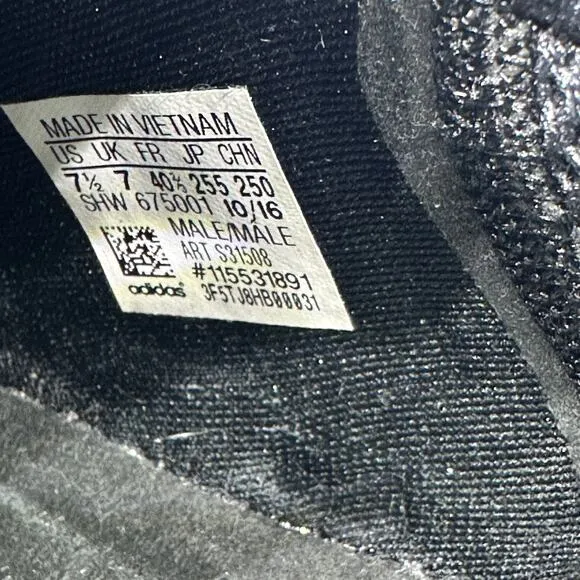 MADE IN VIETNAM
US UK FR JP CHN
7½ 7 40⅔ 255 250
SHW 675001 10/16
MALE/MALE
ART S31508
#115531891
adidas 3F5TJ8HB00031